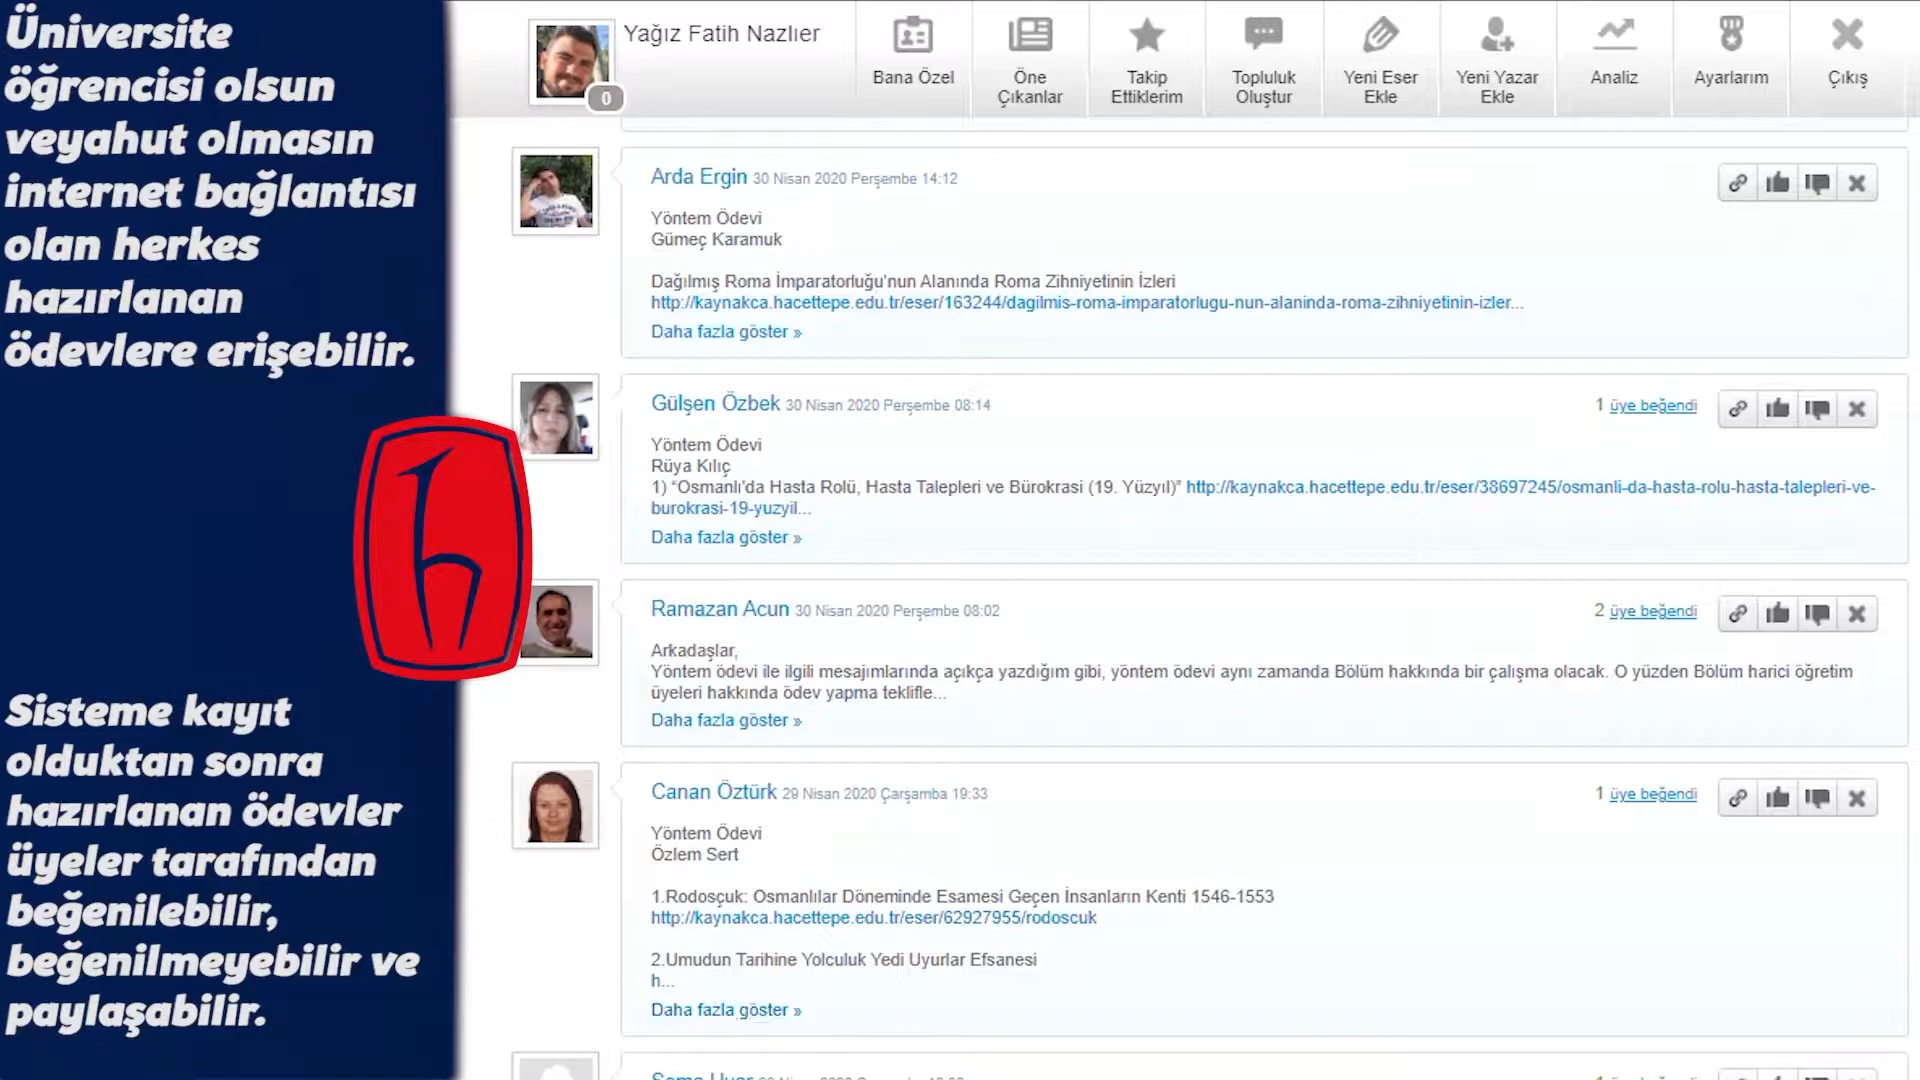 Üniversite
öğrencisi olsun
veyahut olmasın
internet bağlantısı
olan herkes
hazırlanan
ödevlere erişebilir.
Sisteme kayıt
olduktan sonra
hazırlanan ödevler
üyeler tarafından
beğenilebilir,
beğenilmeyebilir ve
paylaşabilir.
Yağız Fatih Nazlıer
0
Bana Özel
Öne
Çıkanlar
Takip
Ettiklerim
Topluluk
Oluştur
Yeni Eser
Ekle
Yeni Yazar
Ekle
Analiz
Ayarlarım
Çıkış
Arda Ergin 30 Nisan 2020 Perşembe 14:12
Yöntem Ödevi
Gümeç Karamuk
Dağılmış Roma İmparatorluğu'nun Alanında Roma Zihniyetinin İzleri
http://kaynakca.hacettepe.edu.tr/eser/163244/dagilmis-roma-imparatorlugu-nun-alaninda-roma-zihniyetinin-izler...
Daha fazla göster »
Gülşen Özbek 30 Nisan 2020 Perşembe 08:14
1 üye beğendi
Yöntem Ödevi
Rüya Kılıç
1) “Osmanlı'da Hasta Rolü, Hasta Talepleri ve Bürokrasi (19. Yüzyıl)” http://kaynakca.hacettepe.edu.tr/eser/38697245/osmanli-da-hasta-rolu-hasta-talepleri-ve-
burokrasi-19-yuzyil...
Daha fazla göster »
Ramazan Acun 30 Nisan 2020 Perşembe 08:02
2 üye beğendi
Arkadaşlar,
Yöntem ödevi ile ilgili mesajımlarında açıkça yazdığım gibi, yöntem ödevi aynı zamanda Bölüm hakkında bir çalışma olacak. O yüzden Bölüm harici öğretim
üyeleri hakkında ödev yapma teklifle...
Daha fazla göster »
Canan Öztürk 29 Nisan 2020 Çarşamba 19:33
1 üye beğendi
Yöntem Ödevi
Özlem Sert
1.Rodosçuk: Osmanlılar Döneminde Esamesi Geçen İnsanların Kenti 1546-1553
http://kaynakca.hacettepe.edu.tr/eser/62927955/rodoscuk
2.Umudun Tarihine Yolculuk Yedi Uyurlar Efsanesi
h...
Daha fazla göster »